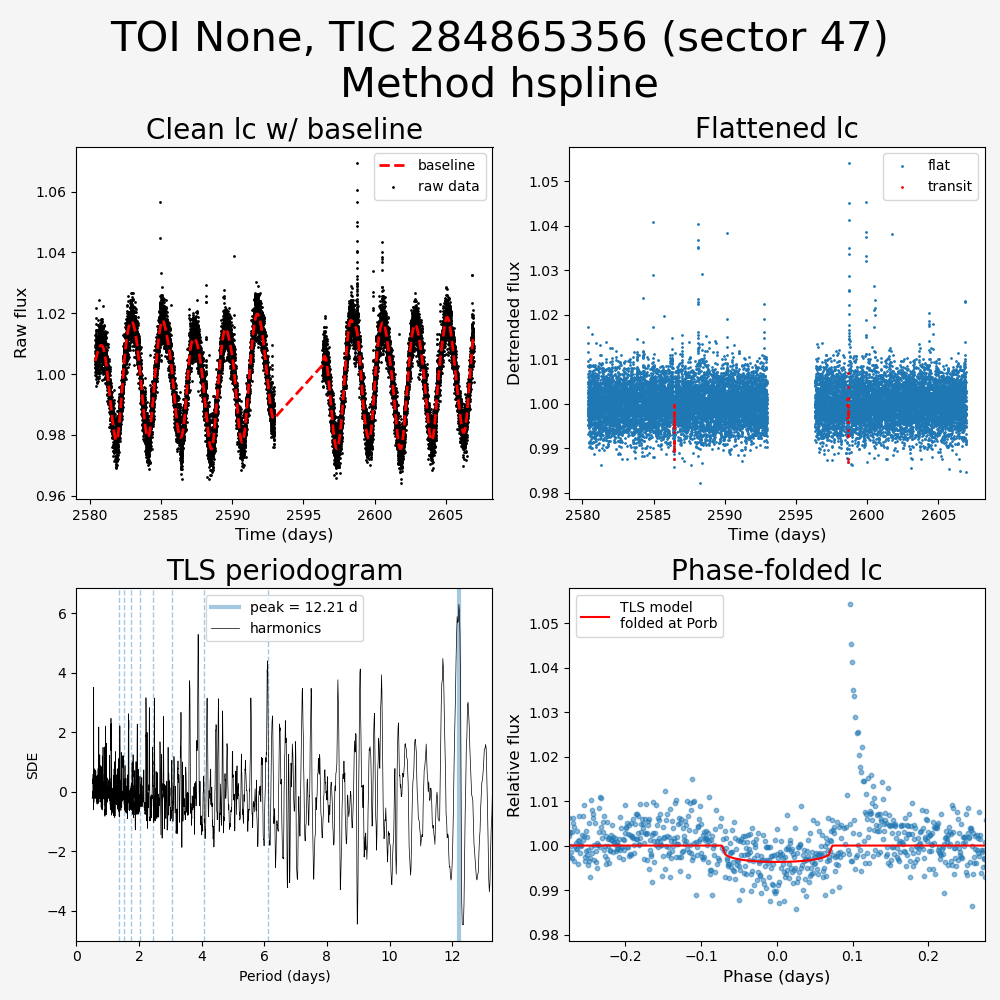 TOI None, TIC 284865356 (sector 47)
Method hspline
Clean lc w/ baseline
Raw flux
1.06
1.04
1.02
1.00
0.98
0.96
baseline
raw data
2580
2585
2590
2595
2600
2605
Time (days)
Flattened lc
Detrended flux
1.05
1.04
1.03
1.02
1.01
1.00
0.99
0.98
flat
transit
2580
2585
2590
2595
2600
2605
Time (days)
TLS periodogram
SDE
6
4
2
0
−2
−4
peak = 12.21 d
harmonics
0
2
4
6
8
10
12
Period (days)
Phase-folded lc
Relative flux
1.05
1.04
1.03
1.02
1.01
1.00
0.99
0.98
TLS model
folded at Porb
−0.2
−0.1
0.0
0.1
0.2
Phase (days)